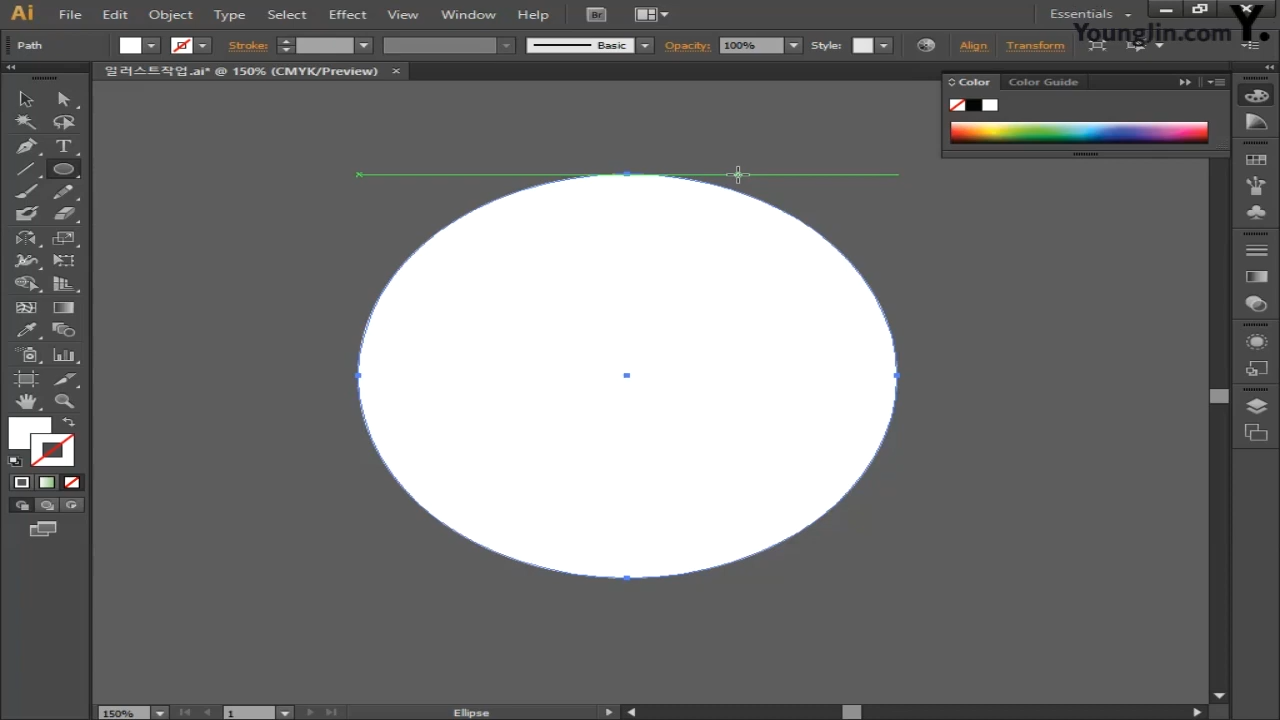 Ai File Edit Object Type Select Effect View Window Help Br Essentials
YoungJin.com Y.
Path Stroke: Basic Opacity: 100% Style: Align Transform
일러스트작업.ai* @ 150% (CMYK/Preview) ×
Color Color Guide
T
150% 1 Ellipse